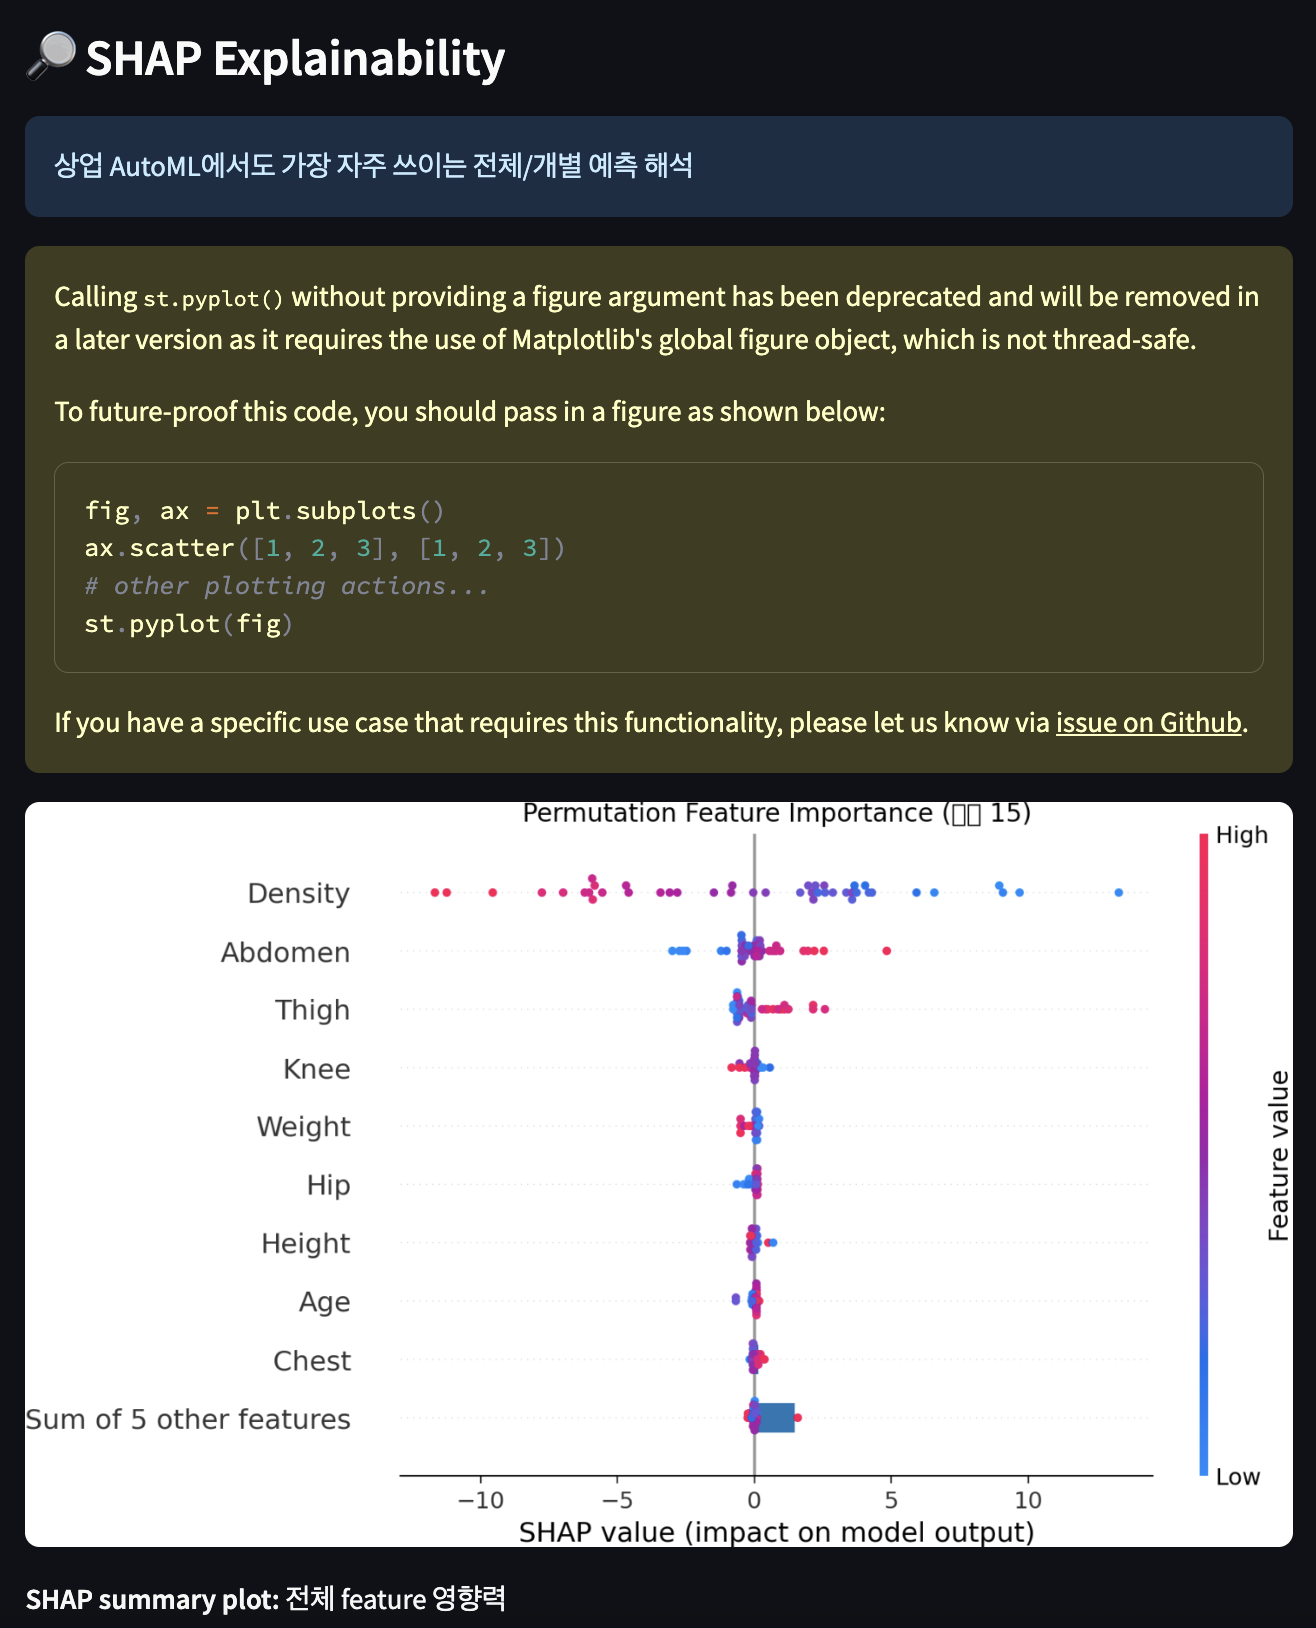 SHAP Explainability
상업 AutoML에서도 가장 자주 쓰이는 전체/개별 예측 해석
Calling st.pyplot() without providing a figure argument has been deprecated and will be removed in
a later version as it requires the use of Matplotlib's global figure object, which is not thread-safe.
To future-proof this code, you should pass in a figure as shown below:
fig, ax = plt.subplots()
ax.scatter([1, 2, 3], [1, 2, 3])
# other plotting actions...
st.pyplot(fig)
If you have a specific use case that requires this functionality, please let us know via issue on Github.
Permutation Feature Importance (▯▯ 15)
High
Density
Abdomen
Thigh
Knee
Weight
Hip
Height
Age
Chest
Sum of 5 other features
Feature value
Low
−10 −5 0 5 10
SHAP value (impact on model output)
SHAP summary plot: 전체 feature 영향력